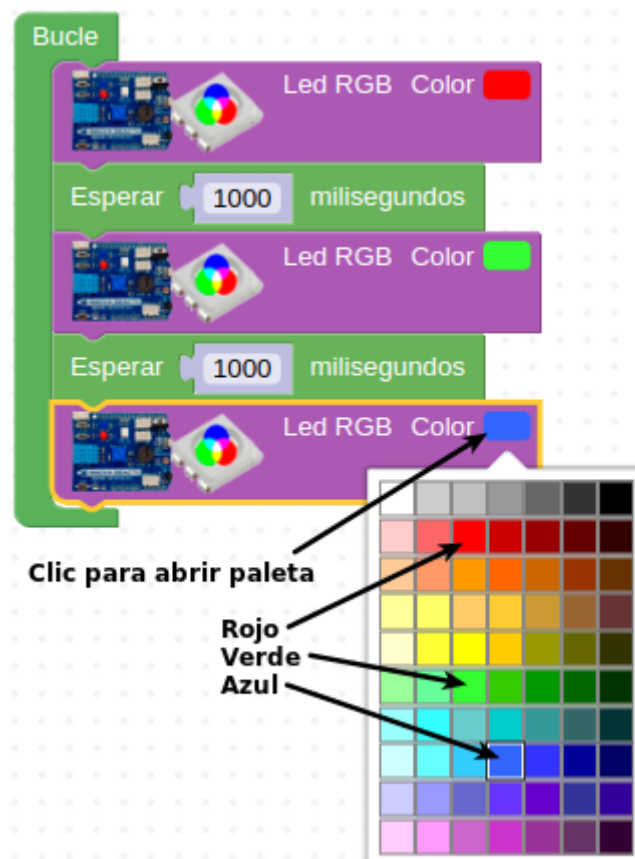 Bucle
Led RGB Color
Esperar 1000 milisegundos
Led RGB Color
Esperar 1000 milisegundos
Led RGB Color
Clic para abrir paleta
Rojo
Verde
Azul